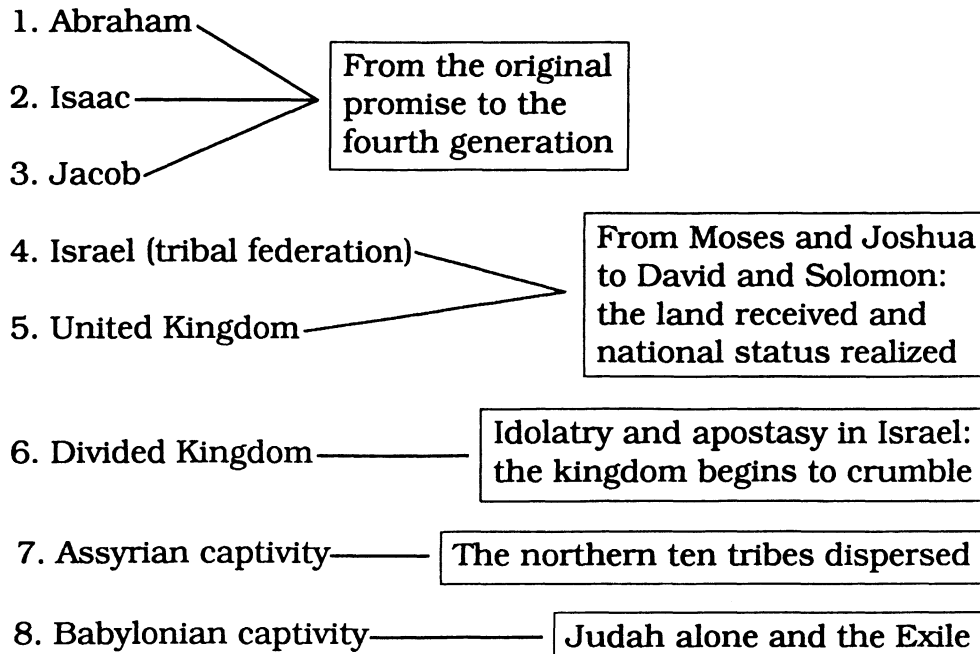 1. Abraham
2. Isaac
3. Jacob
From the original
promise to the
fourth generation
4. Israel (tribal federation)
5. United Kingdom
From Moses and Joshua
to David and Solomon:
the land received and
national status realized
6. Divided Kingdom
Idolatry and apostasy in Israel:
the kingdom begins to crumble
7. Assyrian captivity
The northern ten tribes dispersed
8. Babylonian captivity
Judah alone and the Exile